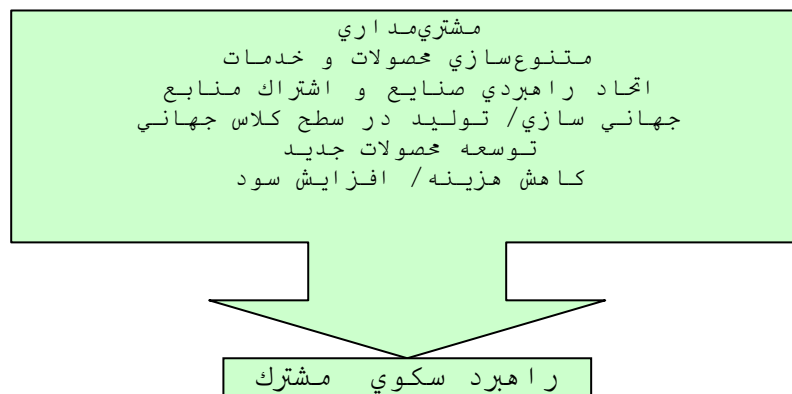 مشتري‌مداري
متنوع‌سازي محصولات و خدمات
اتحاد راهبردي صنايع و اشتراك منابع
جهاني سازي/ توليد در سطح كلاس جهاني
توسعه محصولات جديد
كاهش هزينه/ افزايش سود
راهبرد سكوي مشترك